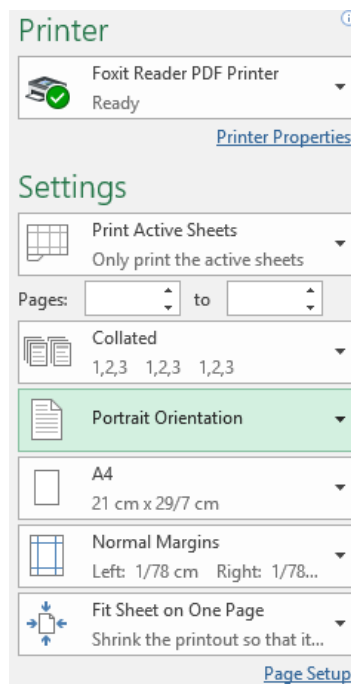 Printer
Foxit Reader PDF Printer
Ready
Printer Properties
Settings
Print Active Sheets
Only print the active sheets
Pages: to
Collated
1,2,3 1,2,3 1,2,3
Portrait Orientation
A4
21 cm x 29/7 cm
Normal Margins
Left: 1/78 cm Right: 1/78...
Fit Sheet on One Page
Shrink the printout so that it...
Page Setup